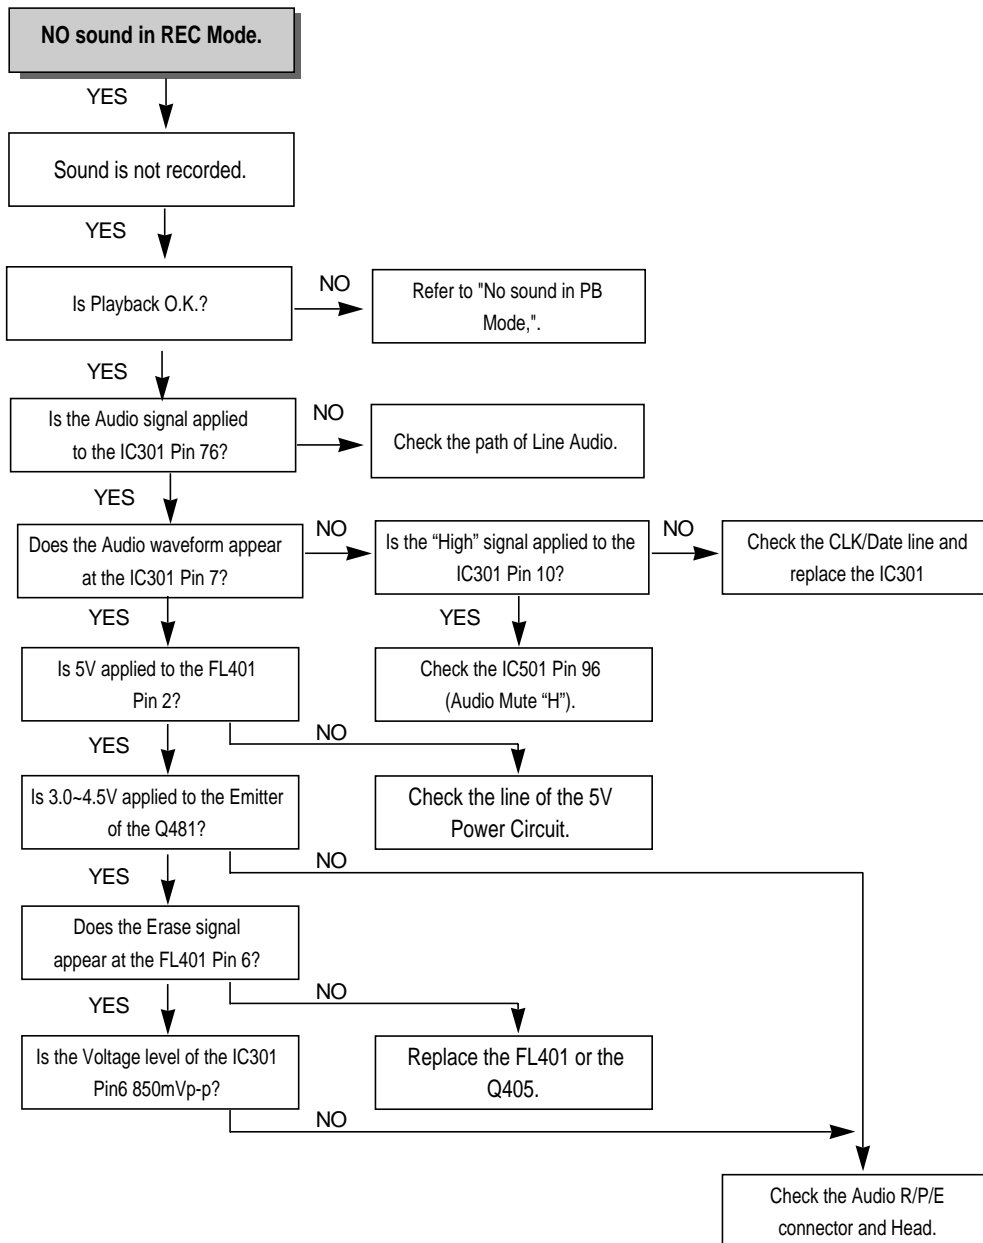 NO sound in REC Mode.
YES
Sound is not recorded.
YES
Is Playback O.K.?
NO
Refer to "No sound in PB
Mode,".
YES
Is the Audio signal applied
to the IC301 Pin 76?
NO
Check the path of Line Audio.
YES
Does the Audio waveform appear
at the IC301 Pin 7?
NO
Is the “High” signal applied to the
IC301 Pin 10?
NO
Check the CLK/Date line and
replace the IC301
YES
YES
Is 5V applied to the FL401
Pin 2?
Check the IC501 Pin 96
(Audio Mute “H”).
YES
NO
Is 3.0~4.5V applied to the Emitter
of the Q481?
Check the line of the 5V
Power Circuit.
YES
NO
Does the Erase signal
appear at the FL401 Pin 6?
YES
NO
Is the Voltage level of the IC301
Pin6 850mVp-p?
Replace the FL401 or the
Q405.
NO
Check the Audio R/P/E
connector and Head.